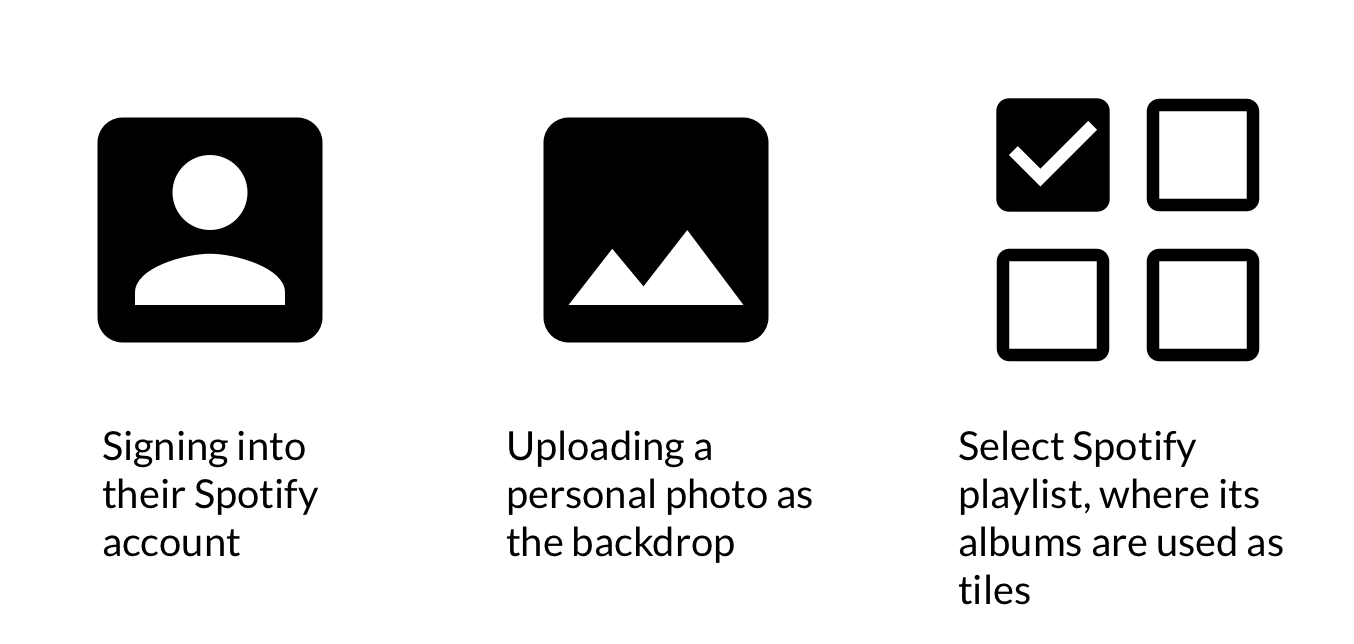 Signing into
their Spotify
account
Uploading a
personal photo as
the backdrop
Select Spotify
playlist, where its
albums are used as
tiles